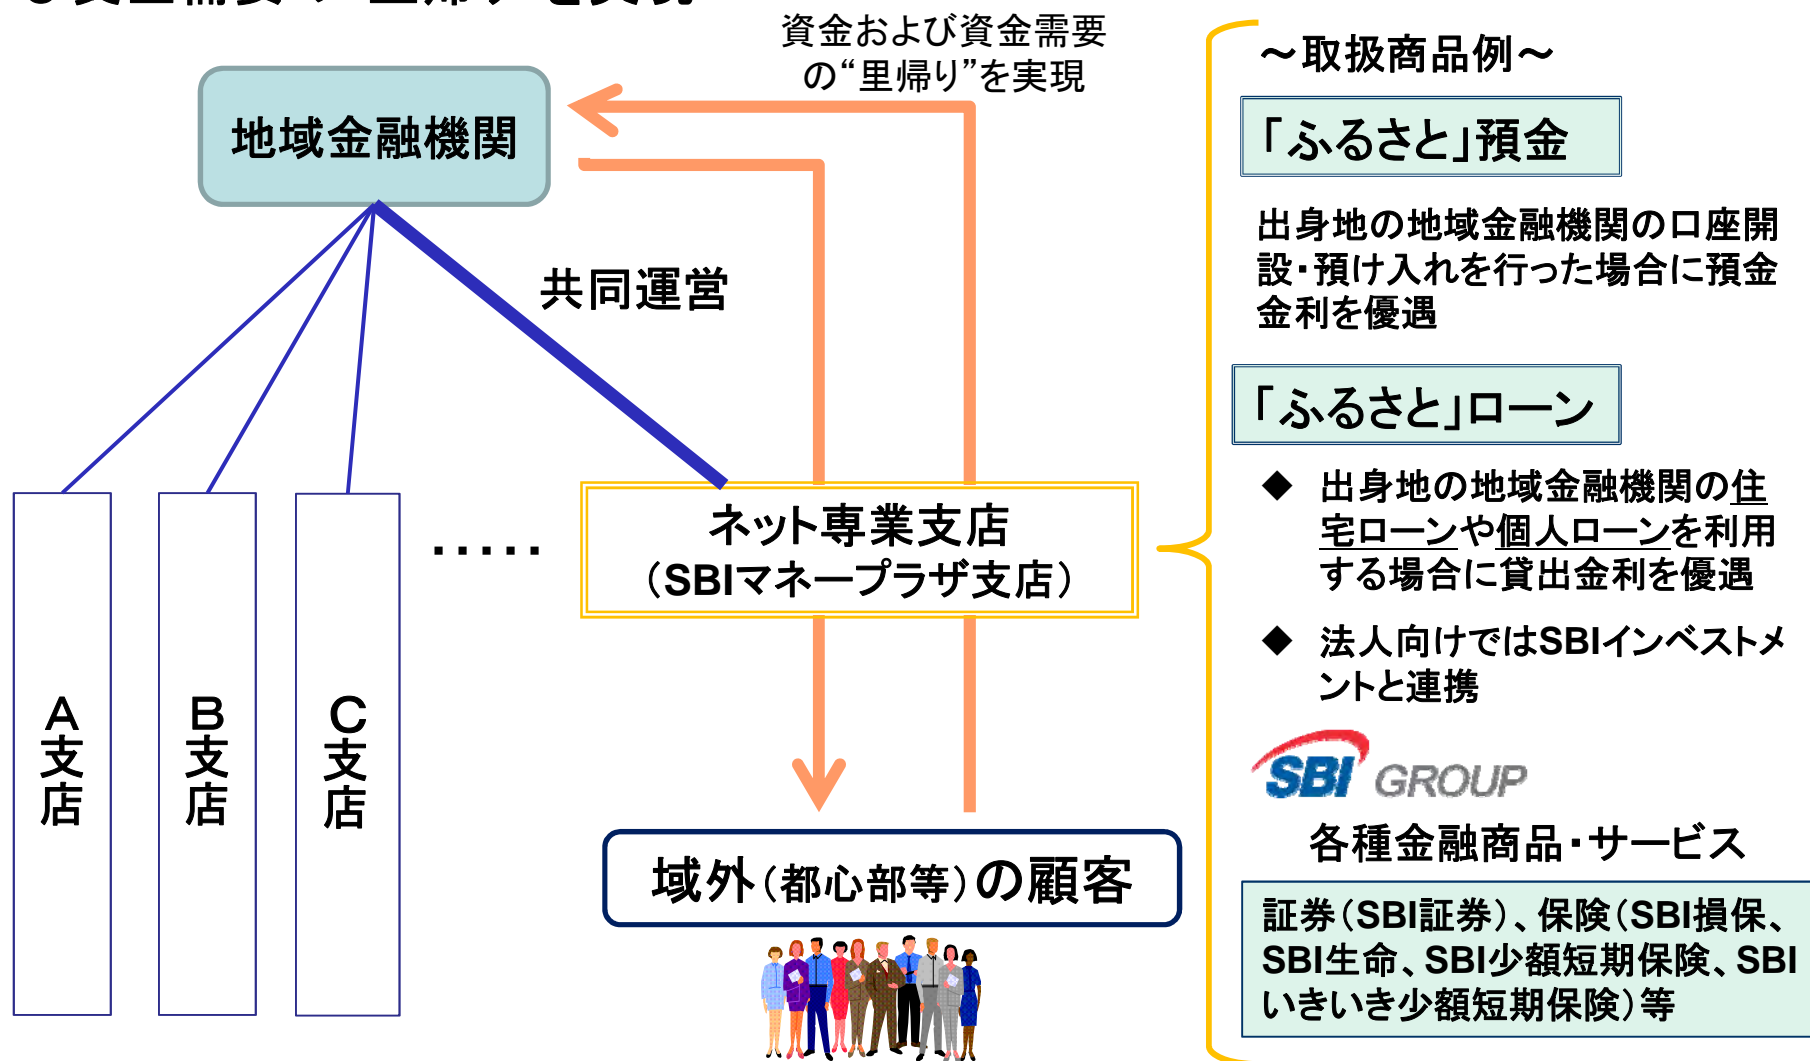 資金および資金需要
の“里帰り”を実現
地域金融機関
共同運営
A支店
B支店
C支店
・・・・・
ネット専業支店
（SBIマネープラザ支店）
域外（都心部等）の顧客
～取扱商品例～
「ふるさと」預金
出身地の地域金融機関の口座開
設・預け入れを行った場合に預金
金利を優遇
「ふるさと」ローン
◆ 出身地の地域金融機関の住
宅ローンや個人ローンを利用
する場合に貸出金利を優遇
◆ 法人向けではSBIインベストメ
ントと連携
SBI GROUP
各種金融商品・サービス
証券（SBI証券）、保険（SBI損保、
SBI生命、SBI少額短期保険、SBI
いきいき少額短期保険）等